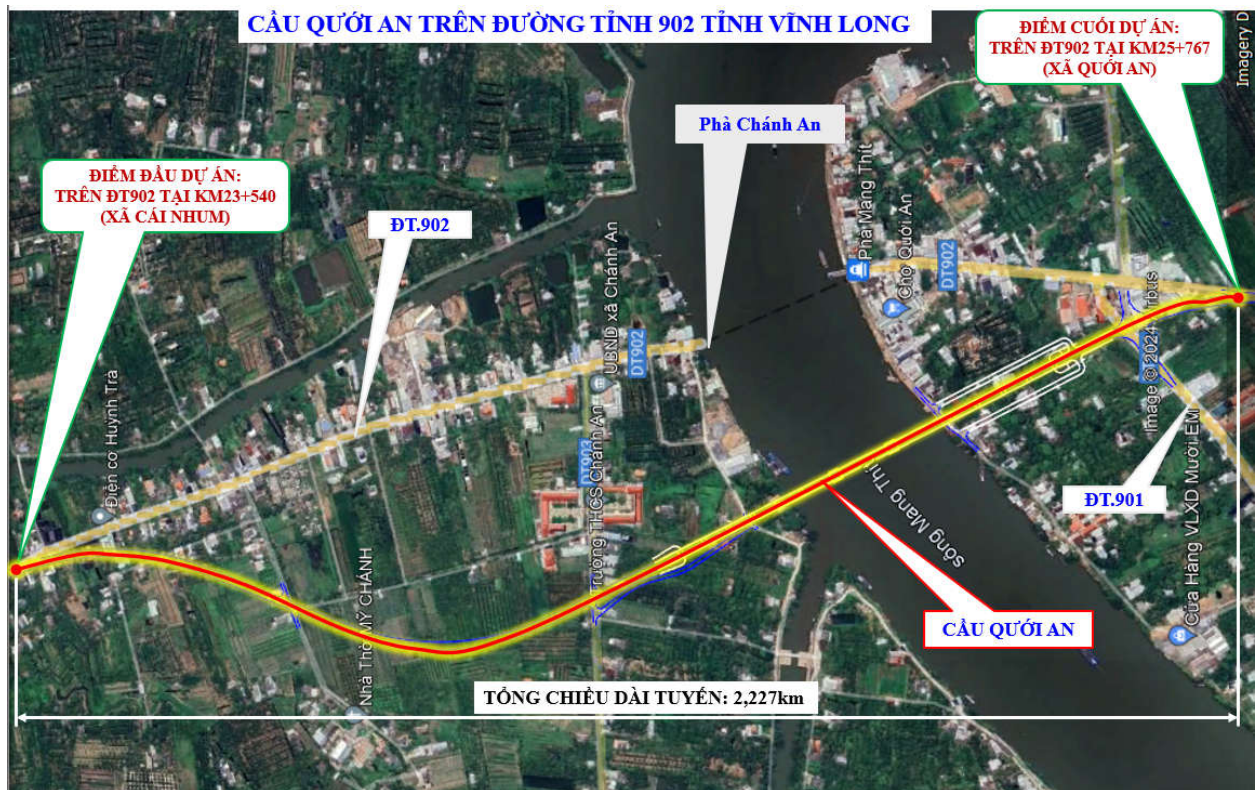 CẦU QUỚI AN TRÊN ĐƯỜNG TỈNH 902 TỈNH VĨNH LONG
ĐIỂM CUỐI DỰ ÁN:
TRÊN ĐT902 TẠI KM25+767
(XÃ QUỚI AN)
Imagery D
Phà Chánh An
ĐIỂM ĐẦU DỰ ÁN:
TRÊN ĐT902 TẠI KM23+540
(XÃ CÁI NHUM)
ĐT.902
Phà Mang Thít
Chợ Quới An
DT902
UBND xã Chánh An
DT902
Điện cơ Huỳnh Trà
DT903
Trường THCS Chánh An
Nhà Thờ MỸ CHÁNH
Image © 2024
rbus
sông Mang Thí
ĐT.901
Cửa Hàng VLXD Mười EM
CẦU QUỚI AN
TỔNG CHIỀU DÀI TUYẾN: 2,227km